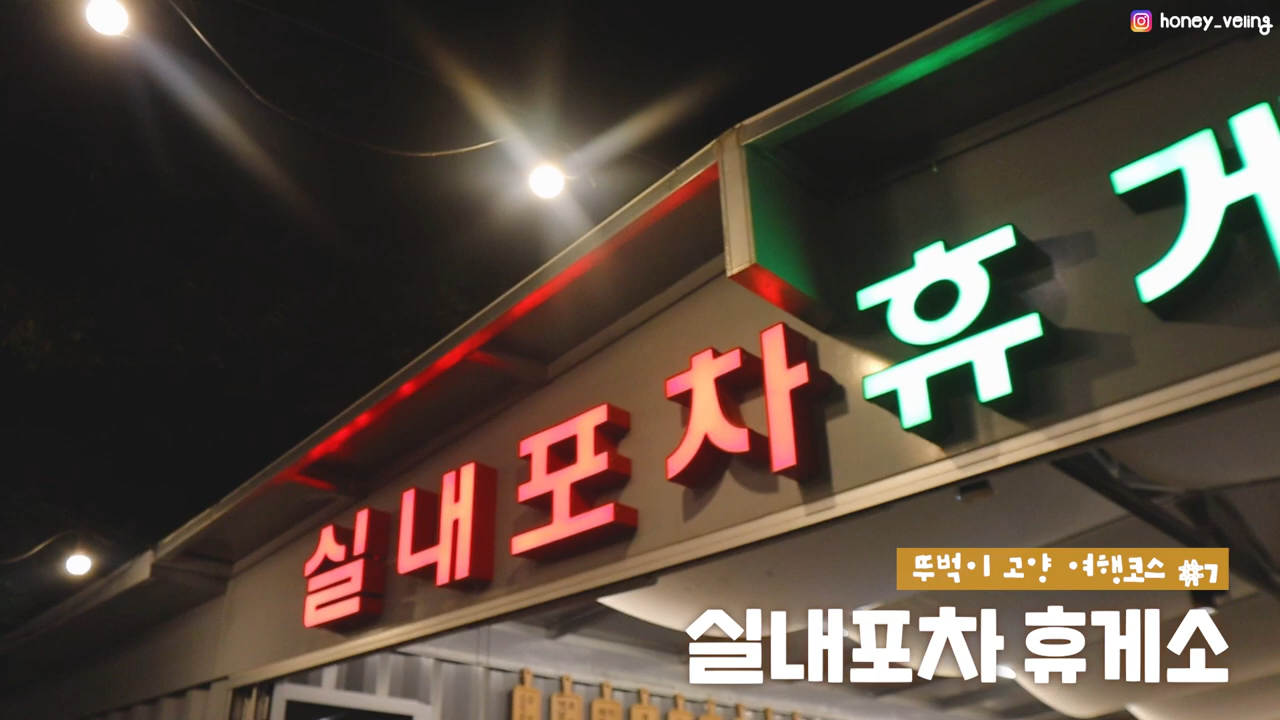 honey_veling
실내포차 휴게
뚜벅이 고양 여행코스 #7
실내포차 휴게소